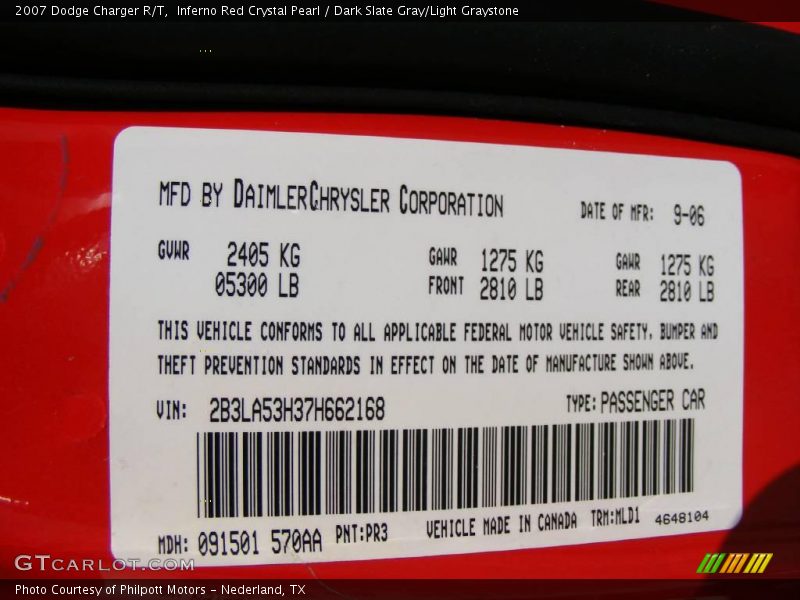 2007 Dodge Charger R/T, Inferno Red Crystal Pearl / Dark Slate Gray/Light Graystone
MFD BY DAIMLERCHRYSLER CORPORATION DATE OF MFR: 9-06
GVWR 2405 KG GAWR 1275 KG GAWR 1275 KG
05300 LB FRONT 2810 LB REAR 2810 LB
THIS VEHICLE CONFORMS TO ALL APPLICABLE FEDERAL MOTOR VEHICLE SAFETY, BUMPER AND
THEFT PREVENTION STANDARDS IN EFFECT ON THE DATE OF MANUFACTURE SHOWN ABOVE.
VIN: 2B3LA53H37H662168 TYPE: PASSENGER CAR
MDH: 091501 570AA PNT:PR3 VEHICLE MADE IN CANADA TRM:MLD1 4648104
GTCARLOT.COM
Photo Courtesy of Philpott Motors - Nederland, TX